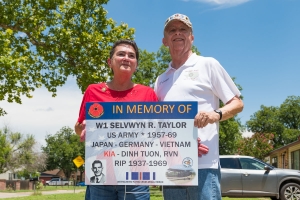 IN MEMORY OF
W1 SELVWYN R. TAYLOR
US ARMY * 1957-69
JAPAN - GERMANY - VIETNAM
KIA - DINH TUON, RVN
RIP 1937-1969